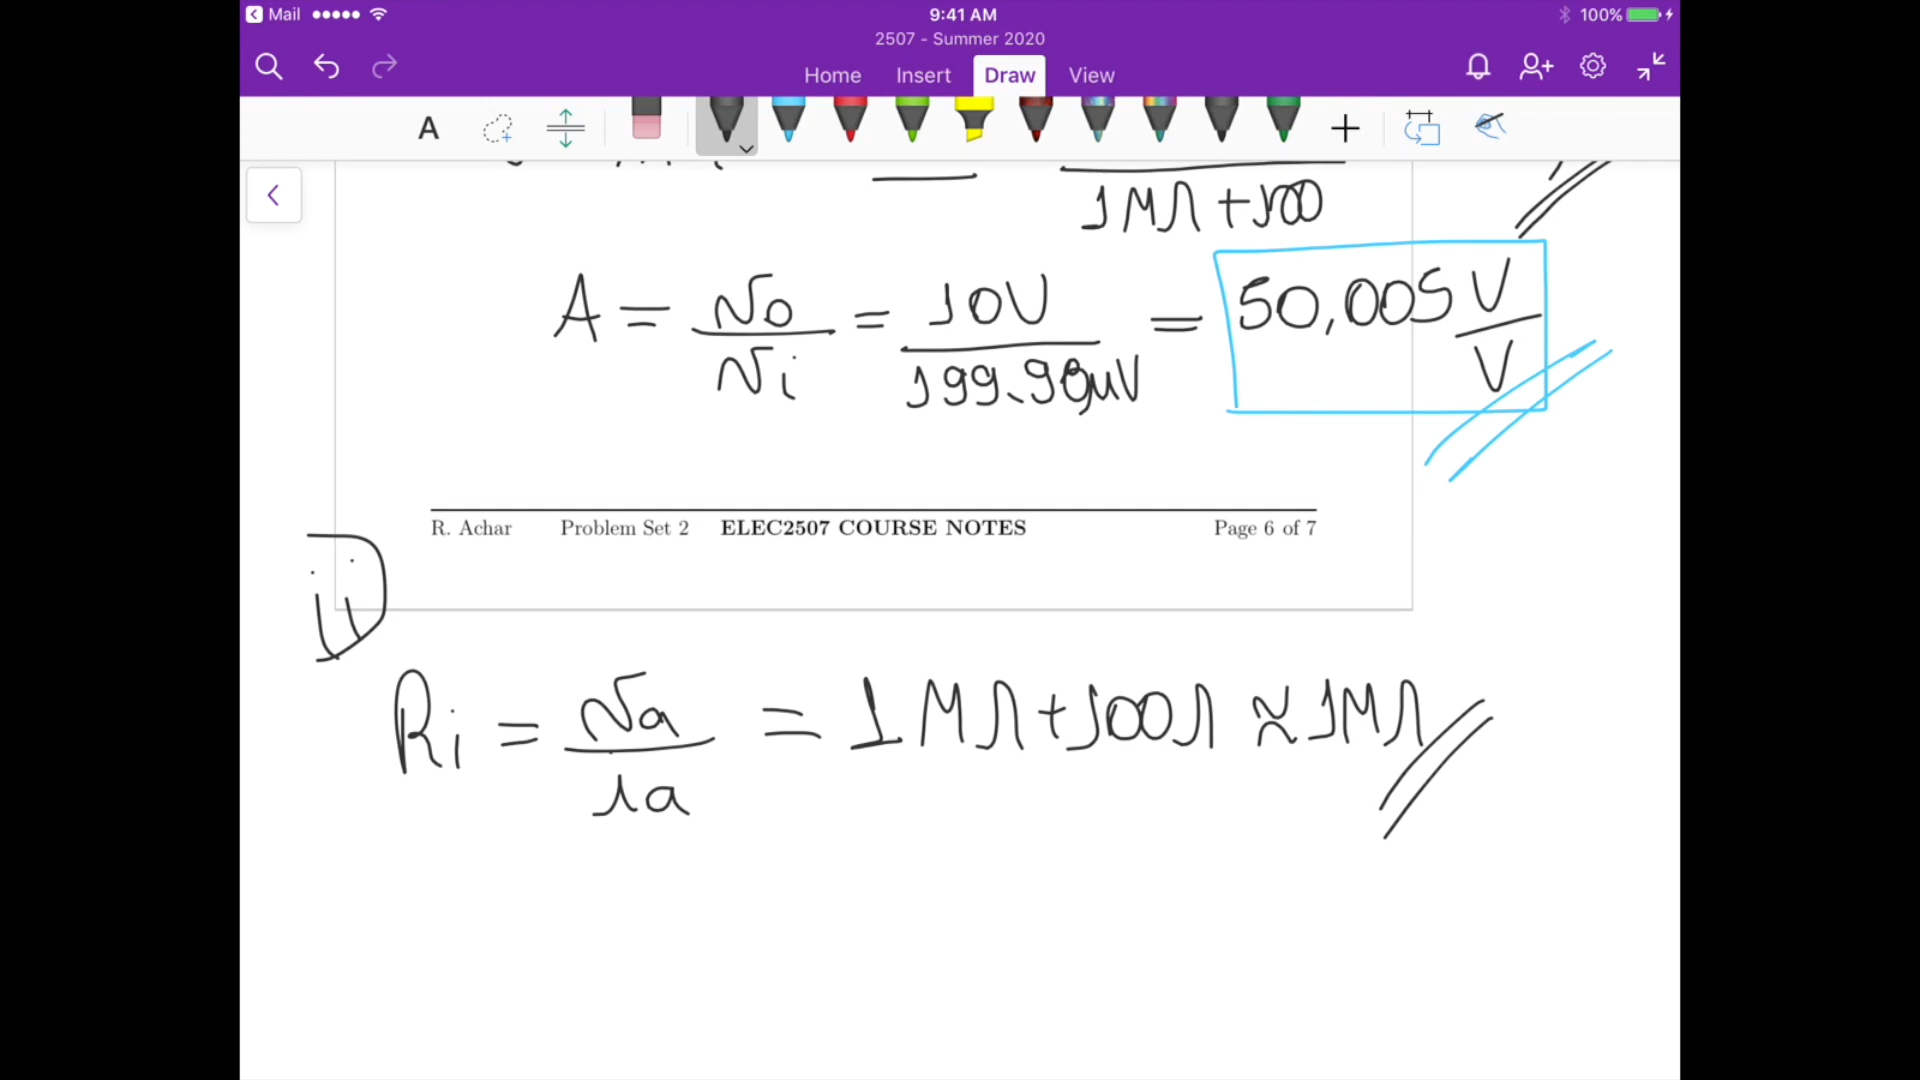 Mail 9:41 AM 100%
2507 - Summer 2020
Home Insert Draw View
A
1MΩ+100
A = vo/vi = 10V/199.98µV = 50,005 V/V
R. Achar Problem Set 2 ELEC2507 COURSE NOTES Page 6 of 7
ii)
Ri = va/ia = 1MΩ+100Ω ≈ 1MΩ